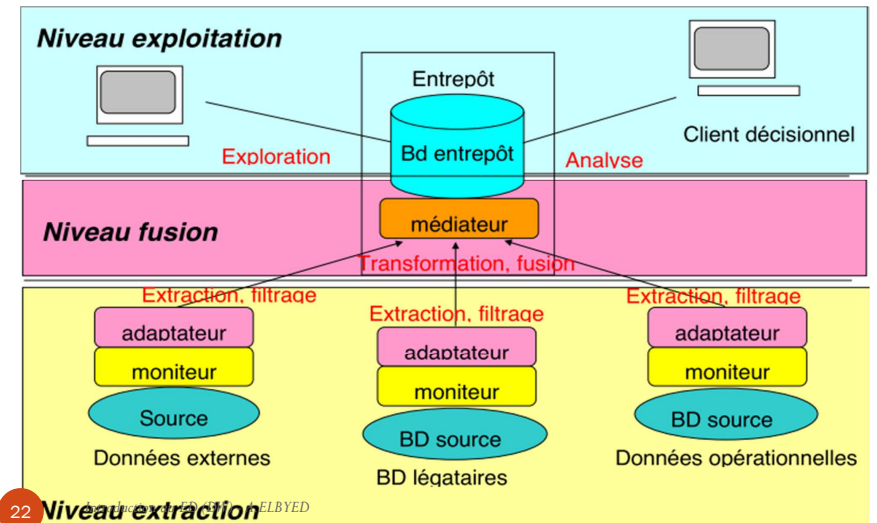 Niveau exploitation
Entrepôt
Bd entrepôt
Client décisionnel
Exploration
Analyse
Niveau fusion
médiateur
Transformation, fusion
Extraction, filtrage
Extraction, filtrage
Extraction, filtrage
adaptateur
moniteur
Source
Données externes
adaptateur
moniteur
BD source
BD légataires
adaptateur
moniteur
BD source
Données opérationnelles
Niveau extraction
22
ELBYED